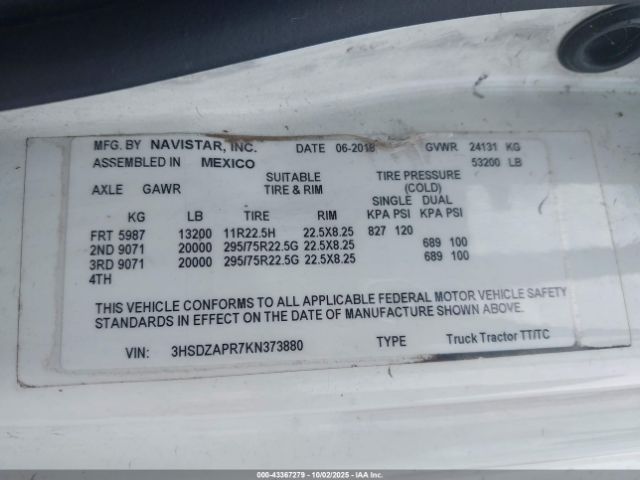 MFG. BY NAVISTAR, INC. DATE 06-2018 GVWR 24131 KG
ASSEMBLED IN MEXICO 53200 LB
AXLE GAWR SUITABLE TIRE & RIM TIRE PRESSURE (COLD)
SINGLE DUAL
KG LB TIRE RIM KPA PSI KPA PSI
FRT 5987 13200 11R22.5H 22.5X8.25 827 120
2ND 9071 20000 295/75R22.5G 22.5X8.25 689 100
3RD 9071 20000 295/75R22.5G 22.5X8.25 689 100
4TH
THIS VEHICLE CONFORMS TO ALL APPLICABLE FEDERAL MOTOR VEHICLE SAFETY
STANDARDS IN EFFECT ON THE DATE OF MANUFACTURE SHOWN ABOVE.
VIN: 3HSDZAPR7KN373880 TYPE Truck Tractor TT/TC
000-43367279 - 10/02/2025 - IAAI.COM